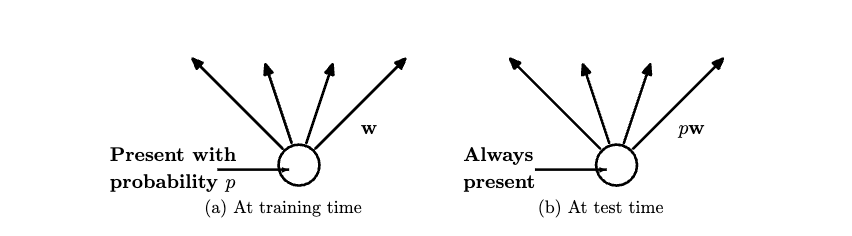 w
Present with
probability p
(a) At training time
pw
Always
present
(b) At test time